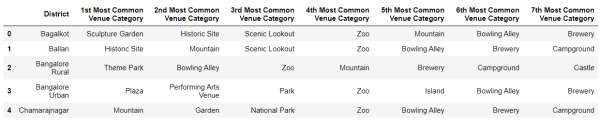 District 1st Most Common Venue Category 2nd Most Common Venue Category 3rd Most Common Venue Category 4th Most Common Venue Category 5th Most Common Venue Category 6th Most Common Venue Category 7th Most Common Venue Category
0 Bagalkot Sculpture Garden Historic Site Scenic Lookout Zoo Mountain Bowling Alley Brewery
1 Ballari Historic Site Mountain Scenic Lookout Zoo Bowling Alley Brewery Campground
2 Bangalore Rural Theme Park Bowling Alley Zoo Mountain Brewery Campground Castle
3 Bangalore Urban Plaza Performing Arts Venue Park Zoo Island Bowling Alley Brewery
4 Chamarajnagar Mountain Garden National Park Zoo Bowling Alley Brewery Campground